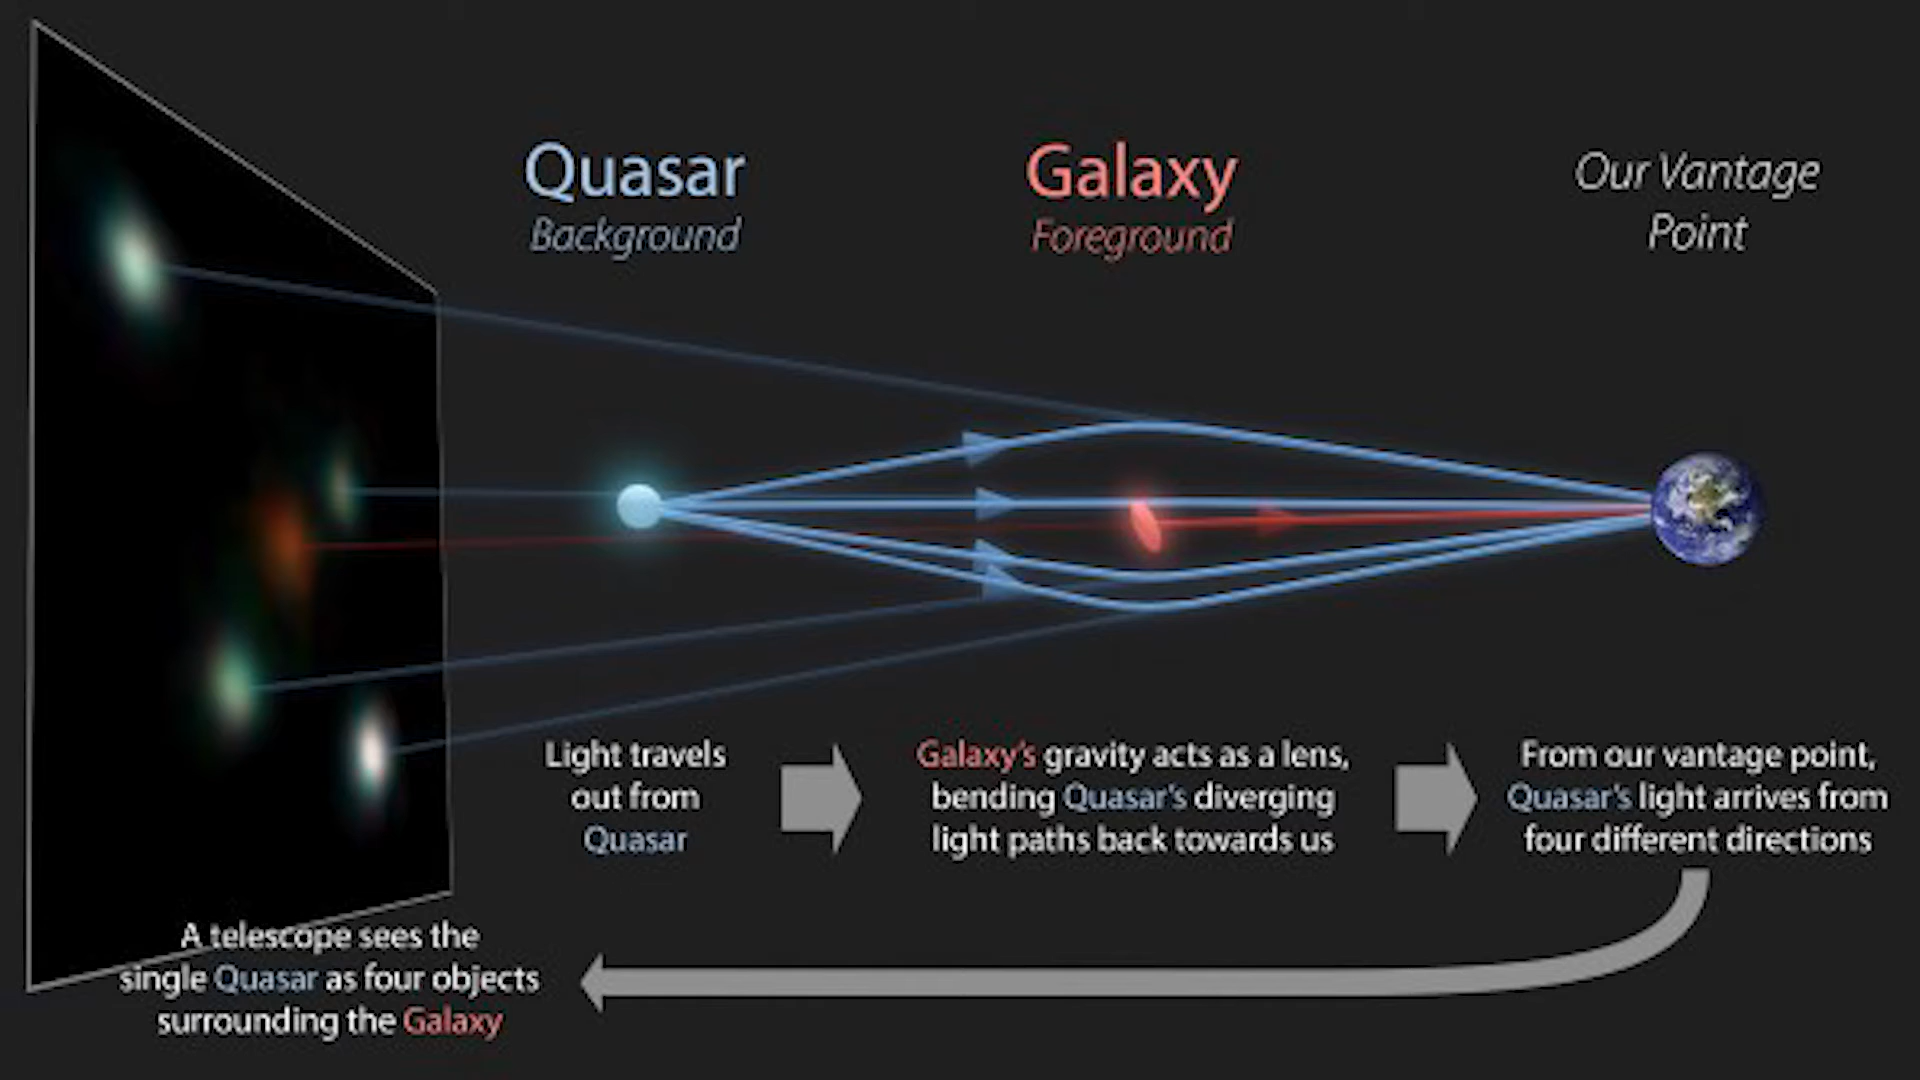 Quasar
Background
Galaxy
Foreground
Our Vantage
Point
Light travels
out from
Quasar
Galaxy's gravity acts as a lens,
bending Quasar's diverging
light paths back towards us
From our vantage point,
Quasar's light arrives from
four different directions
A telescope sees the
single Quasar as four objects
surrounding the Galaxy